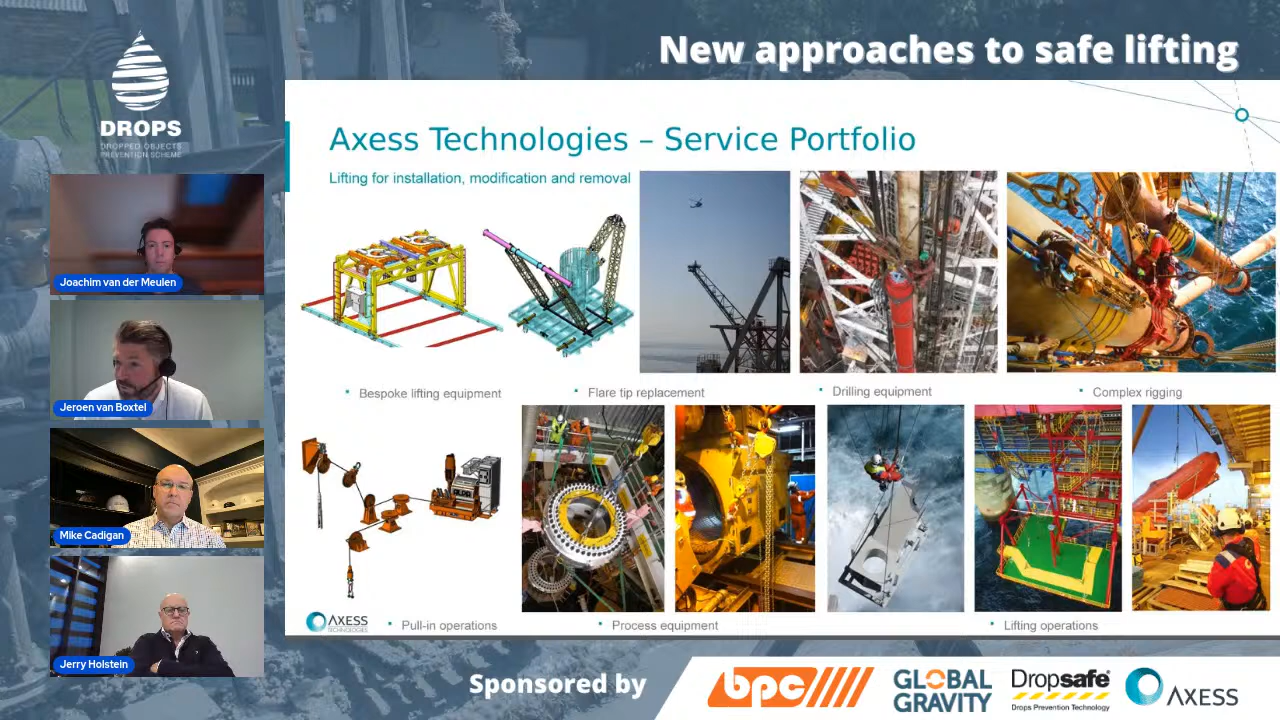 New approaches to safe lifting
DROPS
DROPPED OBJECTS
PREVENTION SCHEME
Joachim van der Meulen
Jeroen van Boxtel
Mike Cadigan
Jerry Holstein
Axess Technologies – Service Portfolio
Lifting for installation, modification and removal
Bespoke lifting equipment
Flare tip replacement
Drilling equipment
Complex rigging
AXESS
TECHNOLOGIES
Pull-in operations
Process equipment
Lifting operations
Sponsored by
bpc
GLOBAL
GRAVITY
Dropsafe®
Drops Prevention Technology
AXESS